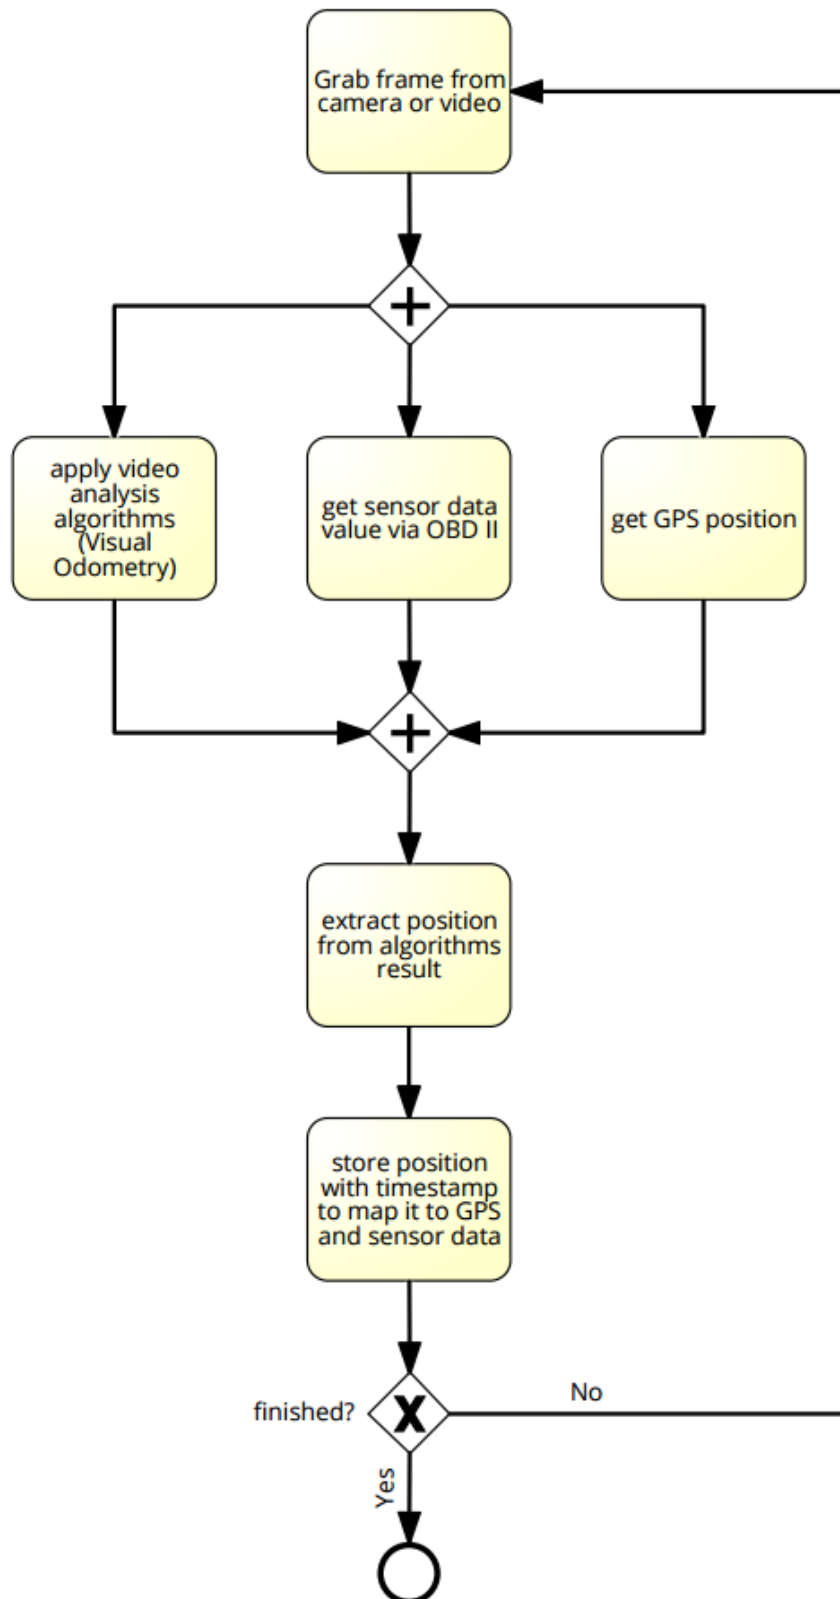 Grab frame from
camera or video
apply video
analysis
algorithms
(Visual
Odometry)
get sensor data
value via OBD II
get GPS position
extract position
from algorithms
result
store position
with timestamp
to map it to GPS
and sensor data
finished?
No
Yes